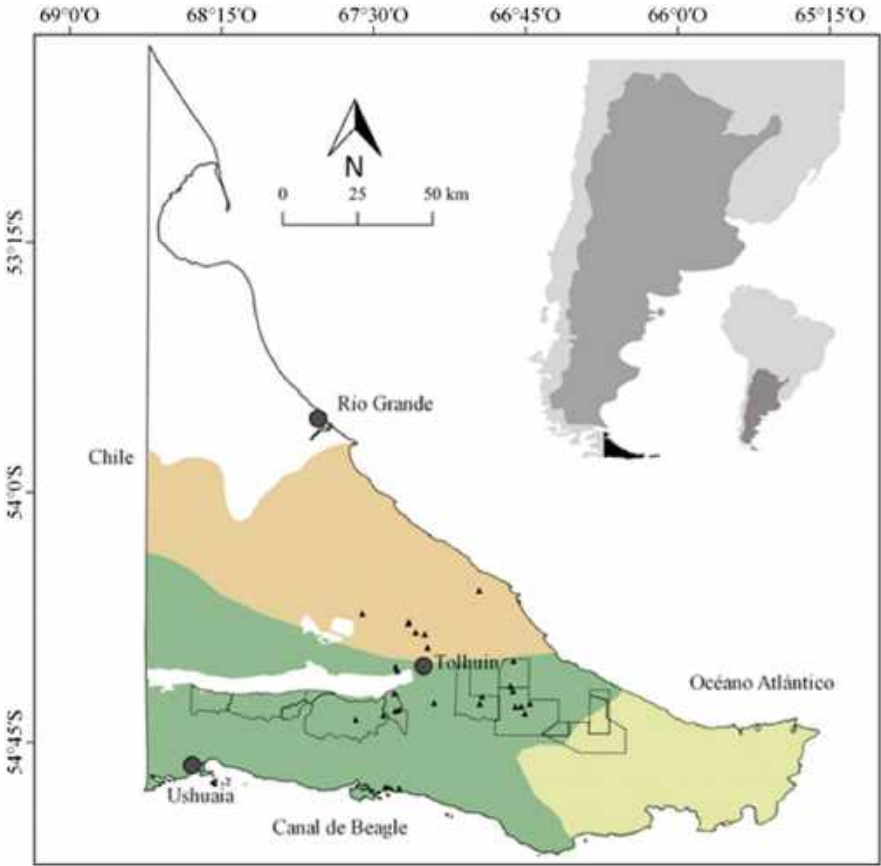 69°0'O 68°15'O 67°30'O 66°45'O 66°0'O 65°15'O
N
0 25 50 km
53°15'S
Río Grande
Chile
54°0'S
Tolhuin
Océano Atlántico
54°45'S
Ushuaia
Canal de Beagle